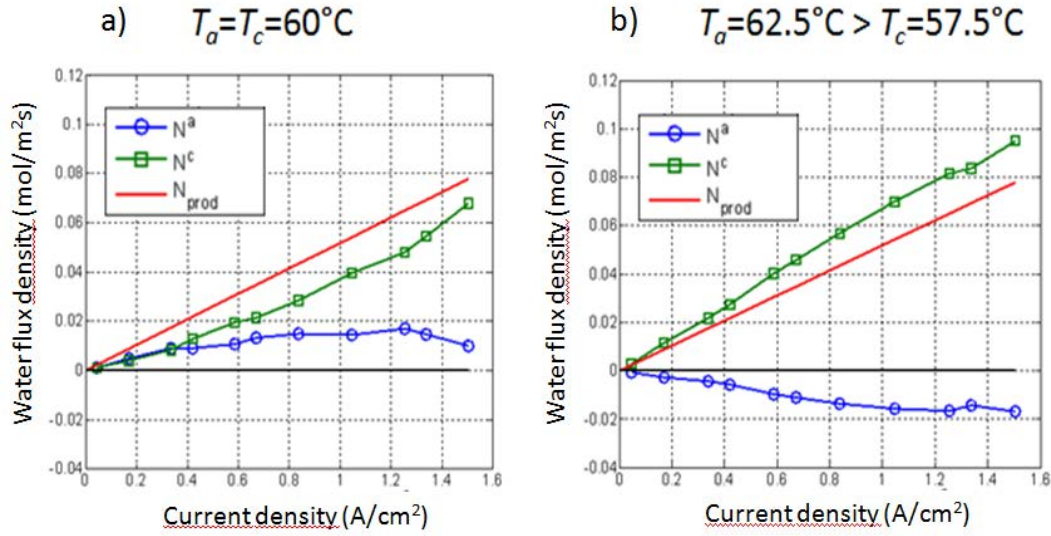 a) Tₐ=T꜀=60°C
0.12
0.1
0.08
0.06
0.04
0.02
0
-0.02
-0.04
Nᵃ
Nᶜ
Nprod
0 0.2 0.4 0.6 0.8 1 1.2 1.4 1.6
Water flux density (mol/m²s)
Current density (A/cm²)
b) Tₐ=62.5°C > T꜀=57.5°C
0.12
0.1
0.08
0.06
0.04
0.02
0
-0.02
-0.04
Nᵃ
Nᶜ
Nprod
0 0.2 0.4 0.6 0.8 1 1.2 1.4 1.6
Water flux density (mol/m²s)
Current density (A/cm²)